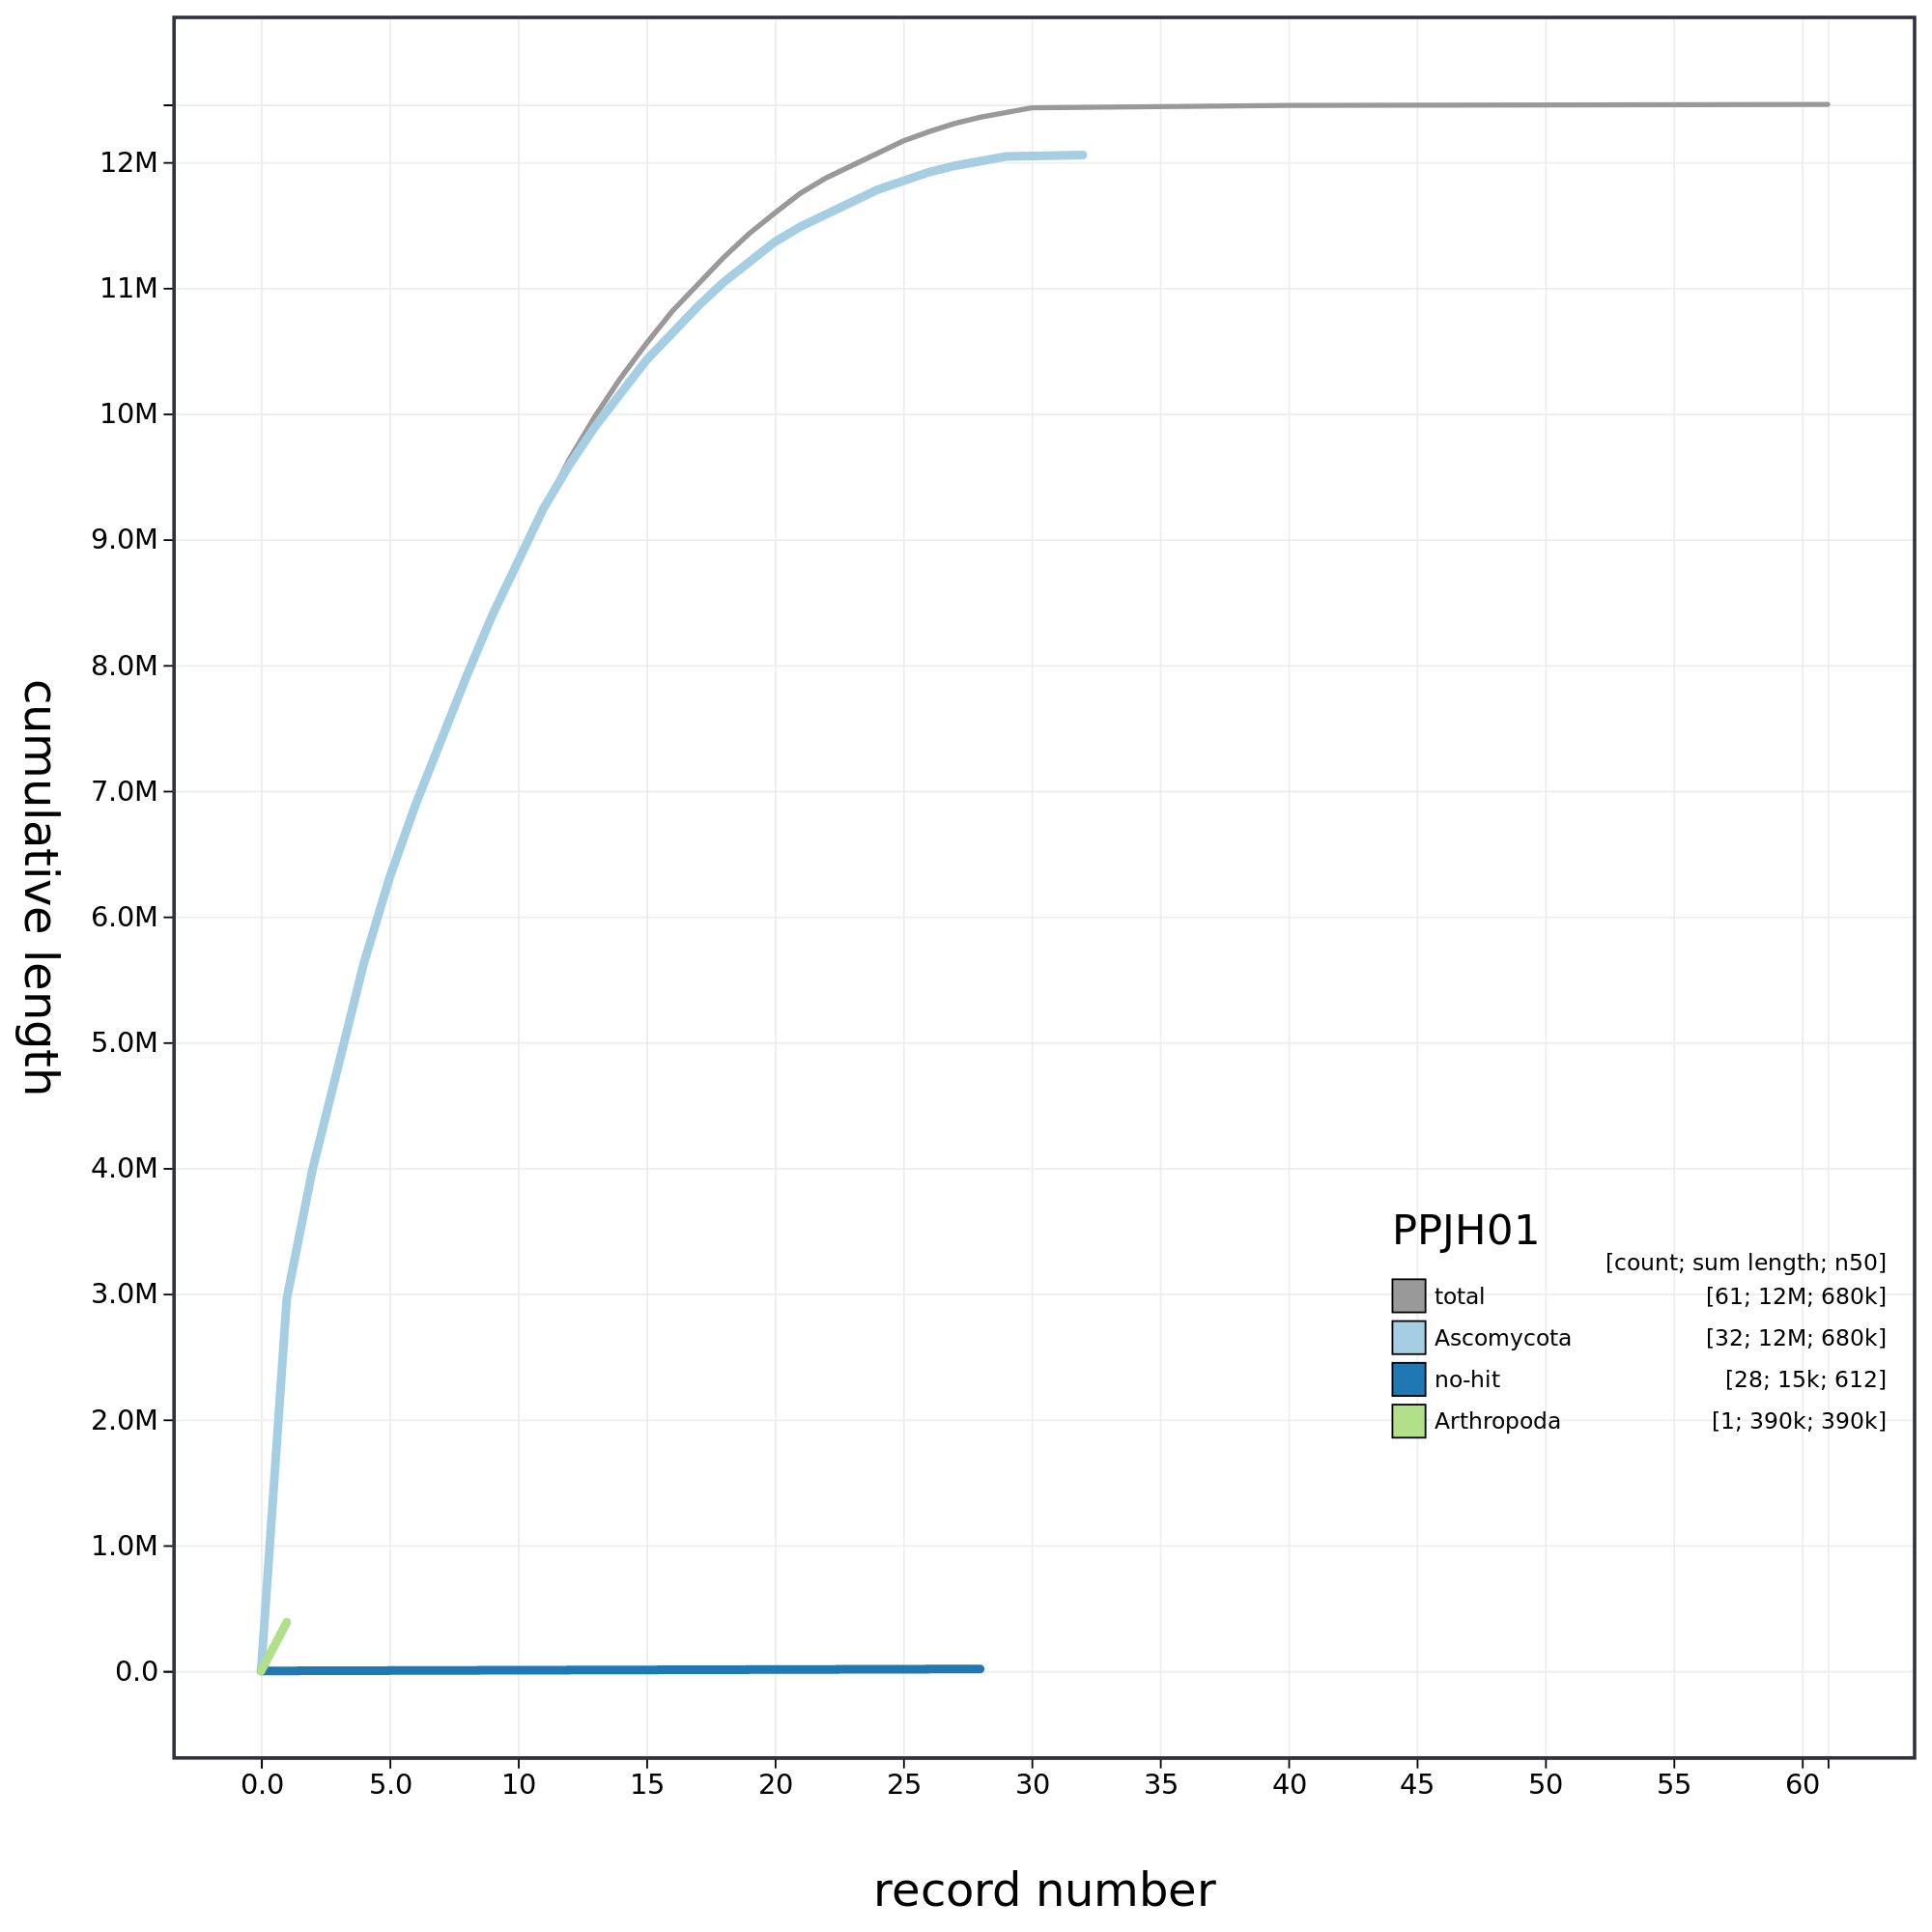 12M
11M
10M
9.0M
8.0M
7.0M
6.0M
5.0M
4.0M
3.0M
2.0M
1.0M
0.0
cumulative length
PPJH01
[count; sum length; n50]
total [61; 12M; 680k]
Ascomycota [32; 12M; 680k]
no-hit [28; 15k; 612]
Arthropoda [1; 390k; 390k]
0.0 5.0 10 15 20 25 30 35 40 45 50 55 60
record number